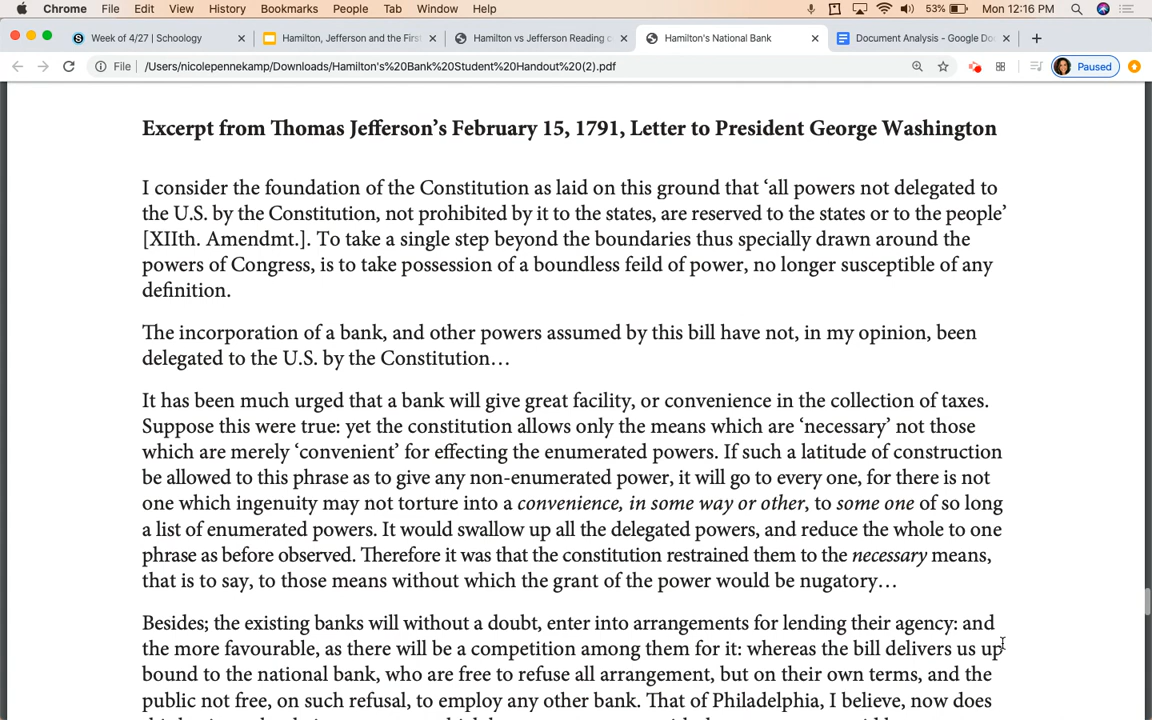 Chrome File Edit View History Bookmarks People Tab Window Help 53% Mon 12:16 PM
Week of 4/27 | Schoology Hamilton, Jefferson and the Firs Hamilton vs Jefferson Reading c Hamilton's National Bank Document Analysis - Google Do
File /Users/nicolepennekamp/Downloads/Hamilton's%20Bank%20Student%20Handout%20(2).pdf Paused
Excerpt from Thomas Jefferson's February 15, 1791, Letter to President George Washington
I consider the foundation of the Constitution as laid on this ground that 'all powers not delegated to
the U.S. by the Constitution, not prohibited by it to the states, are reserved to the states or to the people'
[XIIth. Amendmt.]. To take a single step beyond the boundaries thus specially drawn around the
powers of Congress, is to take possession of a boundless feild of power, no longer susceptible of any
definition.
The incorporation of a bank, and other powers assumed by this bill have not, in my opinion, been
delegated to the U.S. by the Constitution…
It has been much urged that a bank will give great facility, or convenience in the collection of taxes.
Suppose this were true: yet the constitution allows only the means which are 'necessary' not those
which are merely 'convenient' for effecting the enumerated powers. If such a latitude of construction
be allowed to this phrase as to give any non-enumerated power, it will go to every one, for there is not
one which ingenuity may not torture into a convenience, in some way or other, to some one of so long
a list of enumerated powers. It would swallow up all the delegated powers, and reduce the whole to one
phrase as before observed. Therefore it was that the constitution restrained them to the necessary means,
that is to say, to those means without which the grant of the power would be nugatory…
Besides; the existing banks will without a doubt, enter into arrangements for lending their agency: and
the more favourable, as there will be a competition among them for it: whereas the bill delivers us up
bound to the national bank, who are free to refuse all arrangement, but on their own terms, and the
public not free, on such refusal, to employ any other bank. That of Philadelphia, I believe, now does